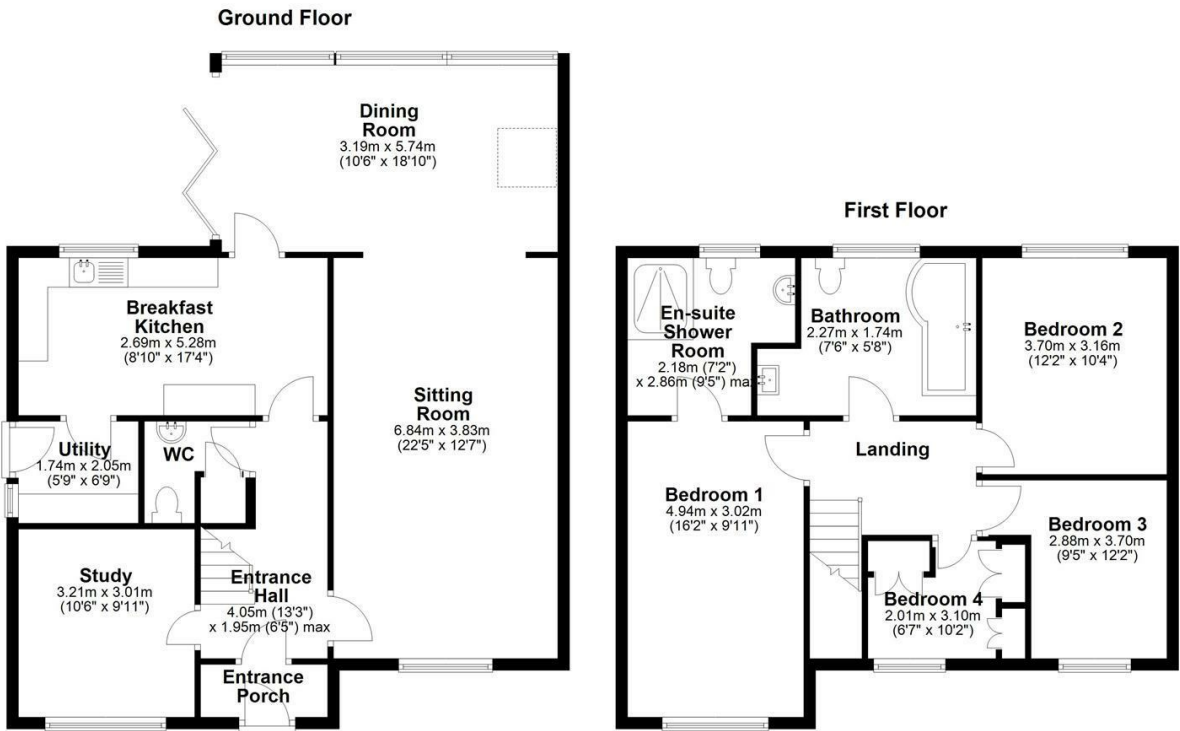 Ground Floor
Dining
Room
3.19m x 5.74m
(10'6" x 18'10")
Breakfast
Kitchen
2.69m x 5.28m
(8'10" x 17'4")
Sitting
Room
6.84m x 3.83m
(22'5" x 12'7")
Utility
1.74m x 2.05m
(5'9" x 6'9")
WC
Study
3.21m x 3.01m
(10'6" x 9'11")
Entrance
Hall
4.05m (13'3")
x 1.95m (6'5") max
Entrance
Porch
First Floor
En-suite
Shower
Room
2.18m (7'2")
x 2.86m (9'5") max
Bathroom
2.27m x 1.74m
(7'6" x 5'8")
Bedroom 2
3.70m x 3.16m
(12'2" x 10'4")
Landing
Bedroom 1
4.94m x 3.02m
(16'2" x 9'11")
Bedroom 3
2.88m x 3.70m
(9'5" x 12'2")
Bedroom 4
2.01m x 3.10m
(6'7" x 10'2")